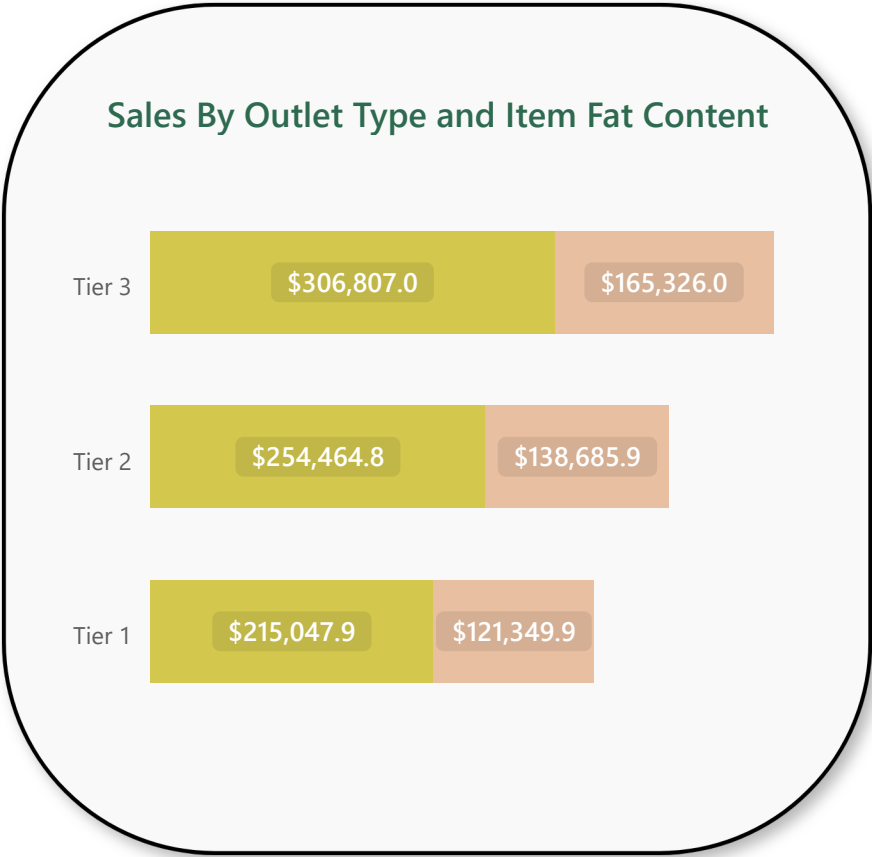 Sales By Outlet Type and Item Fat Content
Tier 3 $306,807.0 $165,326.0
Tier 2 $254,464.8 $138,685.9
Tier 1 $215,047.9 $121,349.9